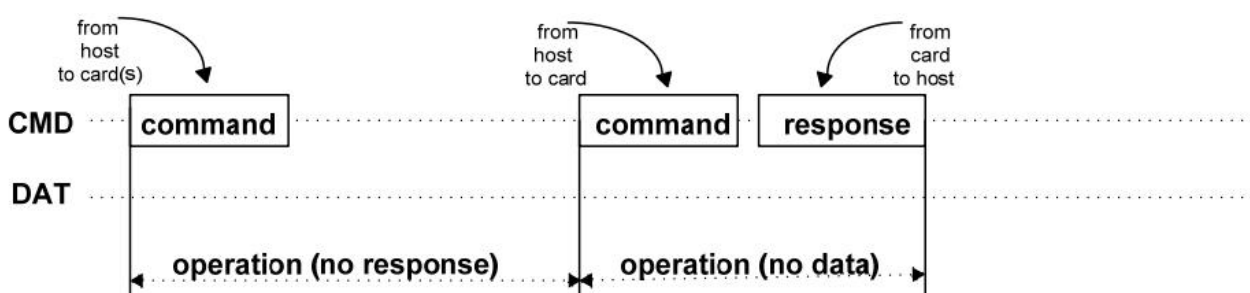 from
host
to card(s)
from
host
to card
from
card
to host
CMD
command
command
response
DAT
operation (no response)
operation (no data)